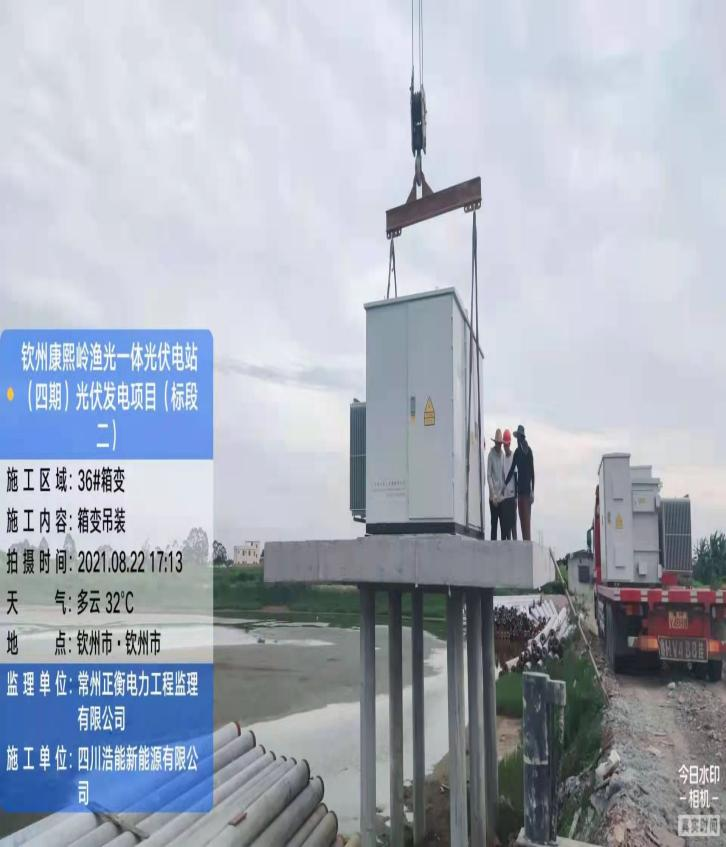 钦州康熙岭渔光一体光伏电站
（四期）光伏发电项目（标段
二）
施工区域：36#箱变
施工内容：箱变吊装
拍摄时间：2021.08.22 17:13
天气：多云 32℃
地点：钦州市·钦州市
监理单位：常州正衡电力工程监理
有限公司
施工单位：四川浩能新能源有限公
司
今日水印
-相机-
真实时间